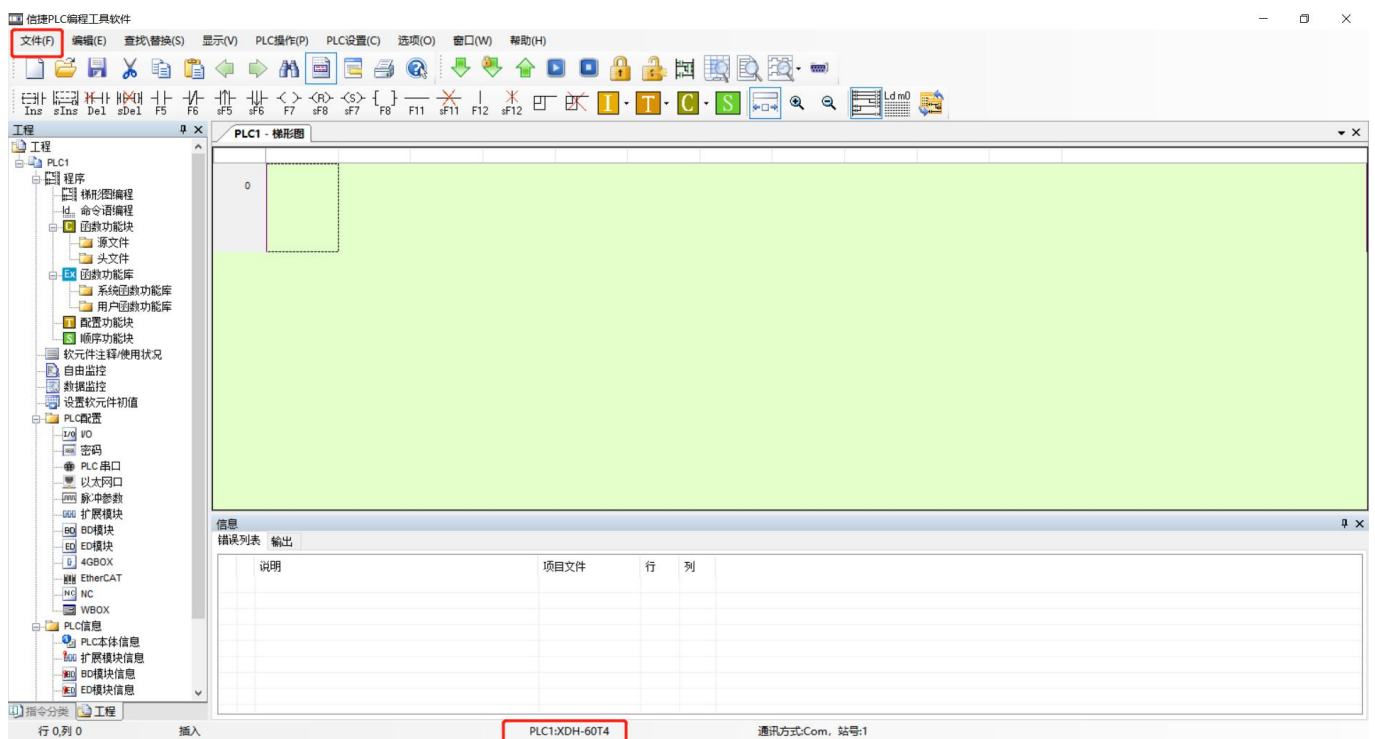 信捷PLC编程工具软件
文件(F) 编辑(E) 查找\替换(S) 显示(V) PLC操作(P) PLC设置(C) 选项(O) 窗口(W) 帮助(H)
Ins sIns Del sDel F5 F6 sF5 sF6 F7 sF8 sF7 F8 F11 sF11 F12 sF12 I T C S Ld m0
工程
PLC1 - 梯形图
工程
PLC1
程序
梯形图编程
命令语编程
函数功能块
源文件
头文件
函数功能库
系统函数功能库
用户函数功能库
配置功能块
顺序功能块
软元件注释/使用状况
自由监控
数据监控
设置软元件初值
PLC配置
I/O
密码
PLC 串口
以太网口
脉冲参数
扩展模块
BD模块
ED模块
4GBOX
EtherCAT
NC
WBOX
PLC信息
PLC本体信息
扩展模块信息
BD模块信息
ED模块信息
指令分类 工程
0
信息
错误列表 输出
说明 项目文件 行 列
行 0,列 0 插入 PLC1:XDH-60T4 通讯方式:Com, 站号:1